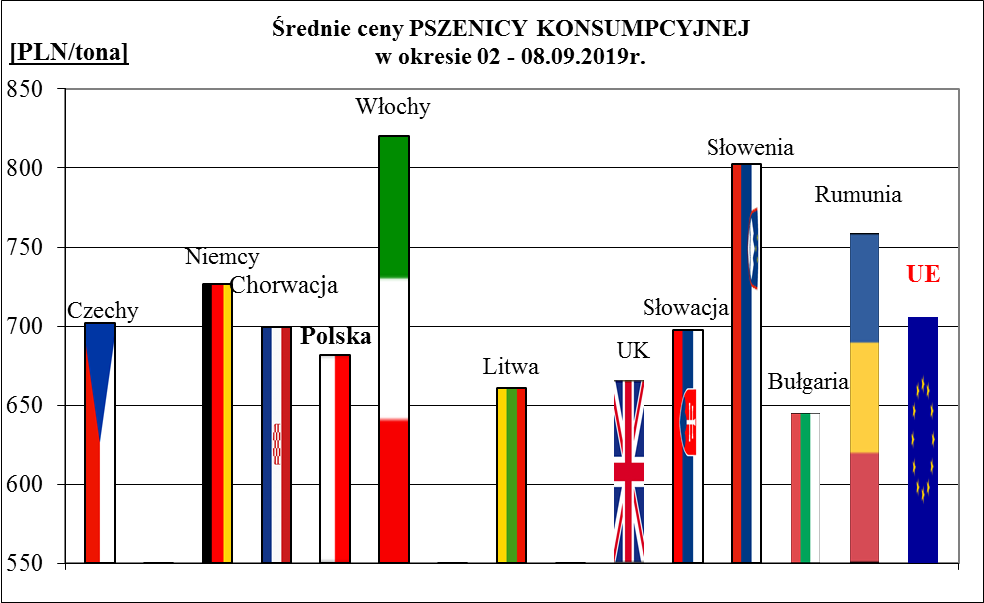 Średnie ceny PSZENICY KONSUMPCYJNEJ
w okresie 02 - 08.09.2019r.
[PLN/tona]
850
800
750
700
650
600
550
Czechy
Niemcy
Chorwacja
Polska
Włochy
Litwa
UK
Słowacja
Słowenia
Bułgaria
Rumunia
UE